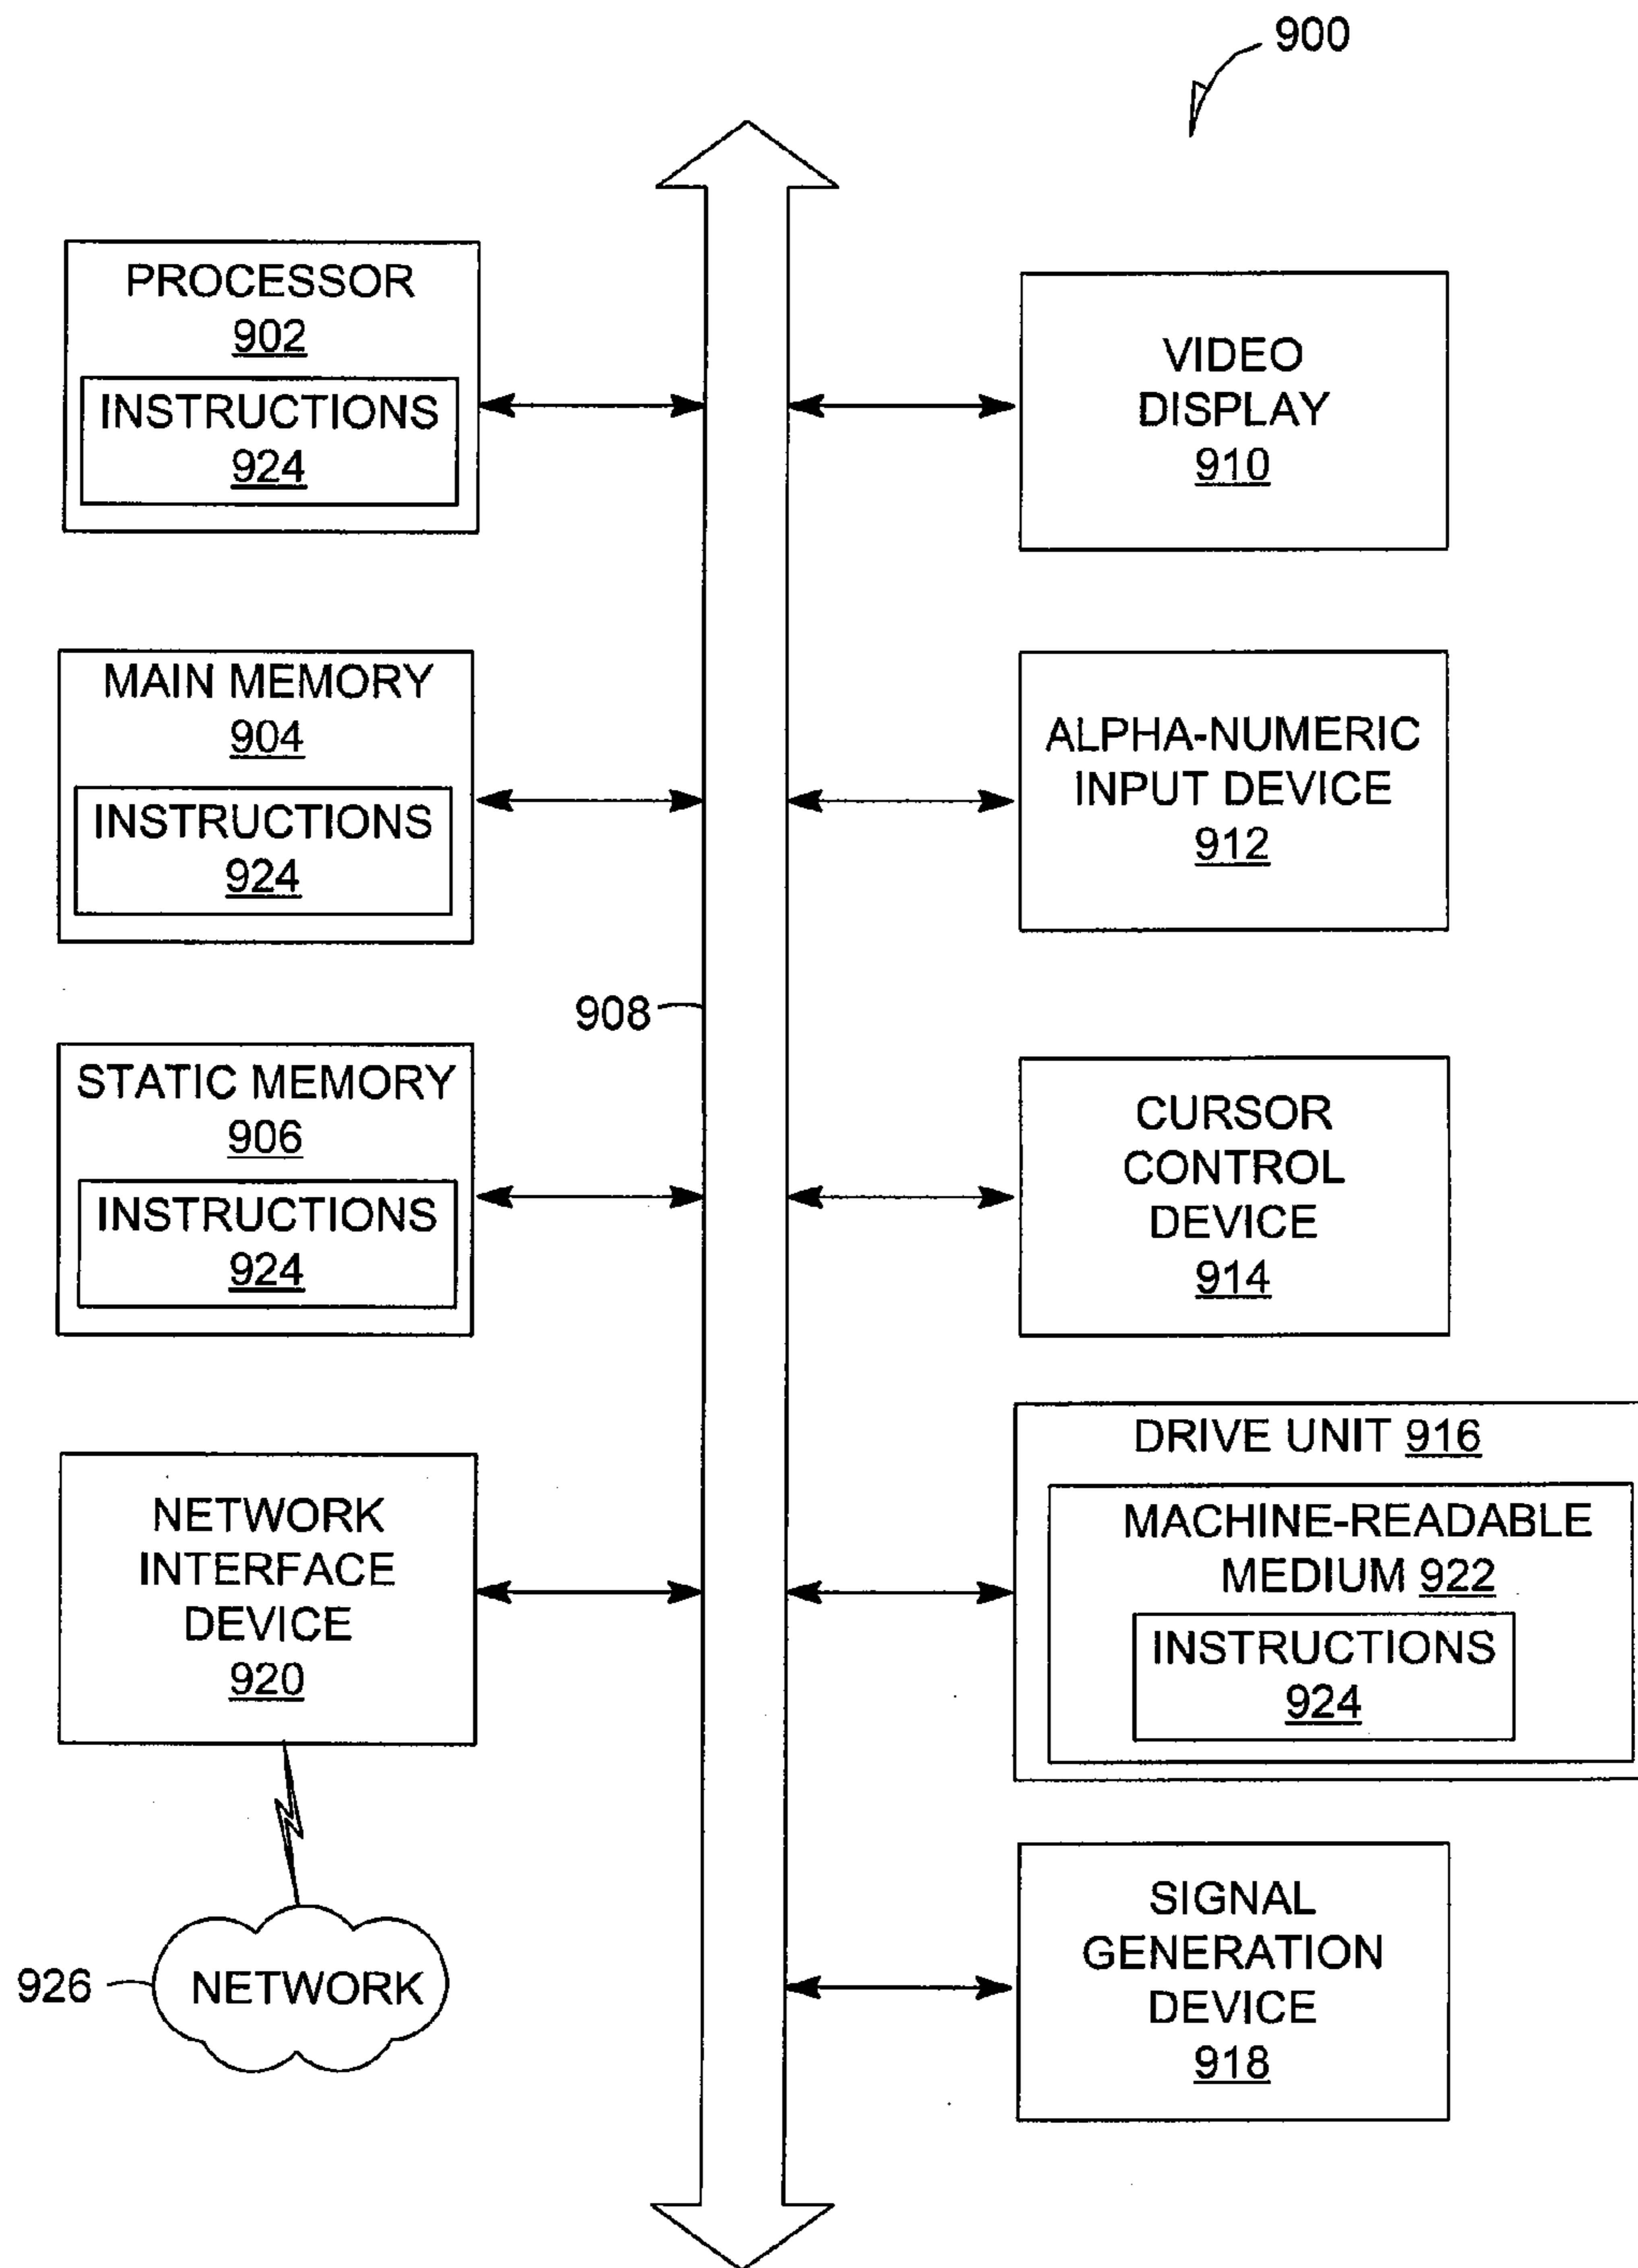 900
PROCESSOR
902
INSTRUCTIONS
924
MAIN MEMORY
904
INSTRUCTIONS
924
908
STATIC MEMORY
906
INSTRUCTIONS
924
NETWORK
INTERFACE
DEVICE
920
926
NETWORK
VIDEO
DISPLAY
910
ALPHA-NUMERIC
INPUT DEVICE
912
CURSOR
CONTROL
DEVICE
914
DRIVE UNIT 916
MACHINE-READABLE
MEDIUM 922
INSTRUCTIONS
924
SIGNAL
GENERATION
DEVICE
918